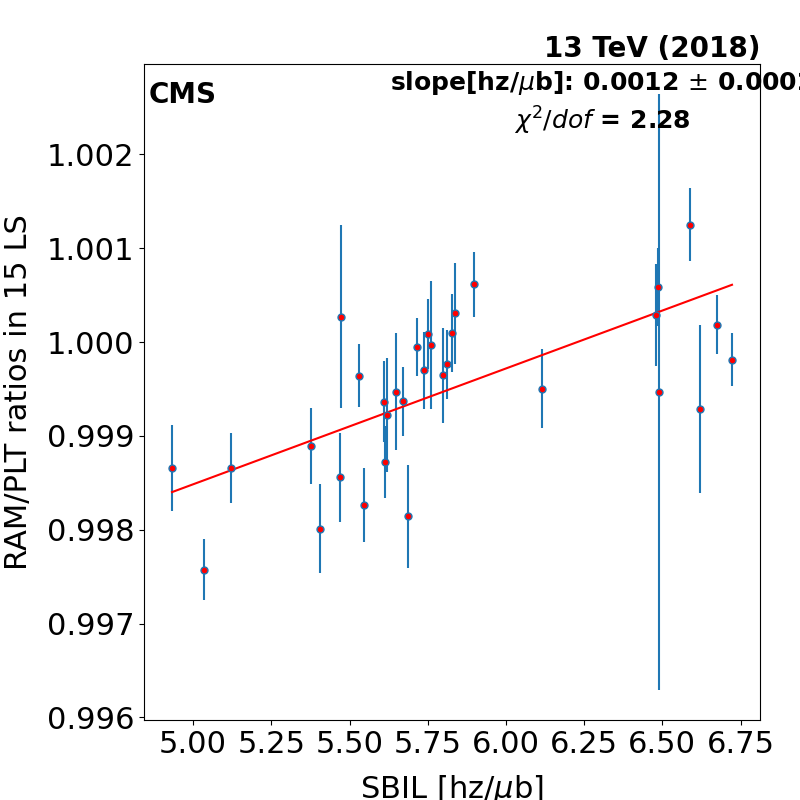 13 TeV (2018)
CMS
slope[hz/μb]: 0.0012 ± 0.000
χ²/dof = 2.28
RAM/PLT ratios in 15 LS
1.002
1.001
1.000
0.999
0.998
0.997
0.996
5.00 5.25 5.50 5.75 6.00 6.25 6.50 6.75
SBIL [hz/μb]